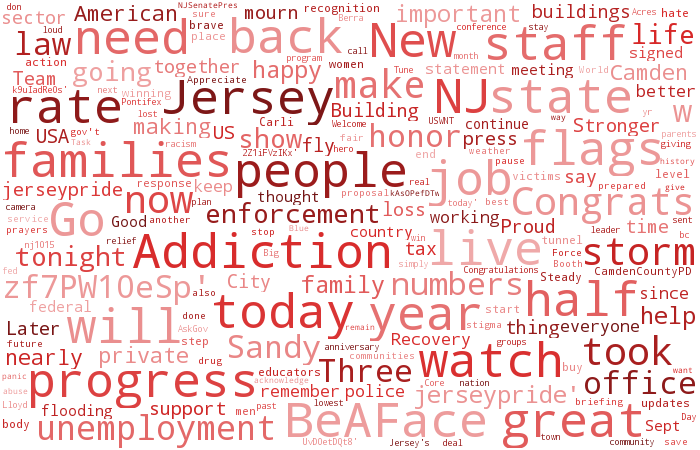 don NJSenatePres recognition Berra Acres hate
sector American sure mourn brave important buildings
law need place back New staff life
loud call conference stay
action Team going together happy women statement meeting signed Camden
k9uIadReOs' next winning Appreciate program month Tune World better
rate Pontifex Jersey make NJ state w
lost Carli Building
home USA gov't making US show Welcome USWNT continue Stronger yr parents
Task racism fly fair hero honor press way giving
families 2Z1iFVzIKx' people end weather pause flags history
response keep real proposal kAsOPefDTw victims say prepared level
jerseypride now plan thought today' best job Congrats give
camera Good another enforcement loss working Proud leader time sent
service Go stop country tunnel bc
prayers nj1015 relief Big Blue tax win Force
tonight Addiction live storm
fed simply Congratulations Booth CamdenCountyPD
zf7PW1OeSp' also City family numbers Steady since
federal start half help
Later will done today year thing everyone
future AskGov remain stigma groups
nearly private step Sandy anniversary Recovery took
panic drug communities Three watch buy want
progress educators Core nation office
abuse acknowledge remember police jerseypride'
Lloyd flooding support men past lowest BeAFace great briefing updates
body unemployment Sept Day
UvDOetDQt8' Jersey's deal town community save